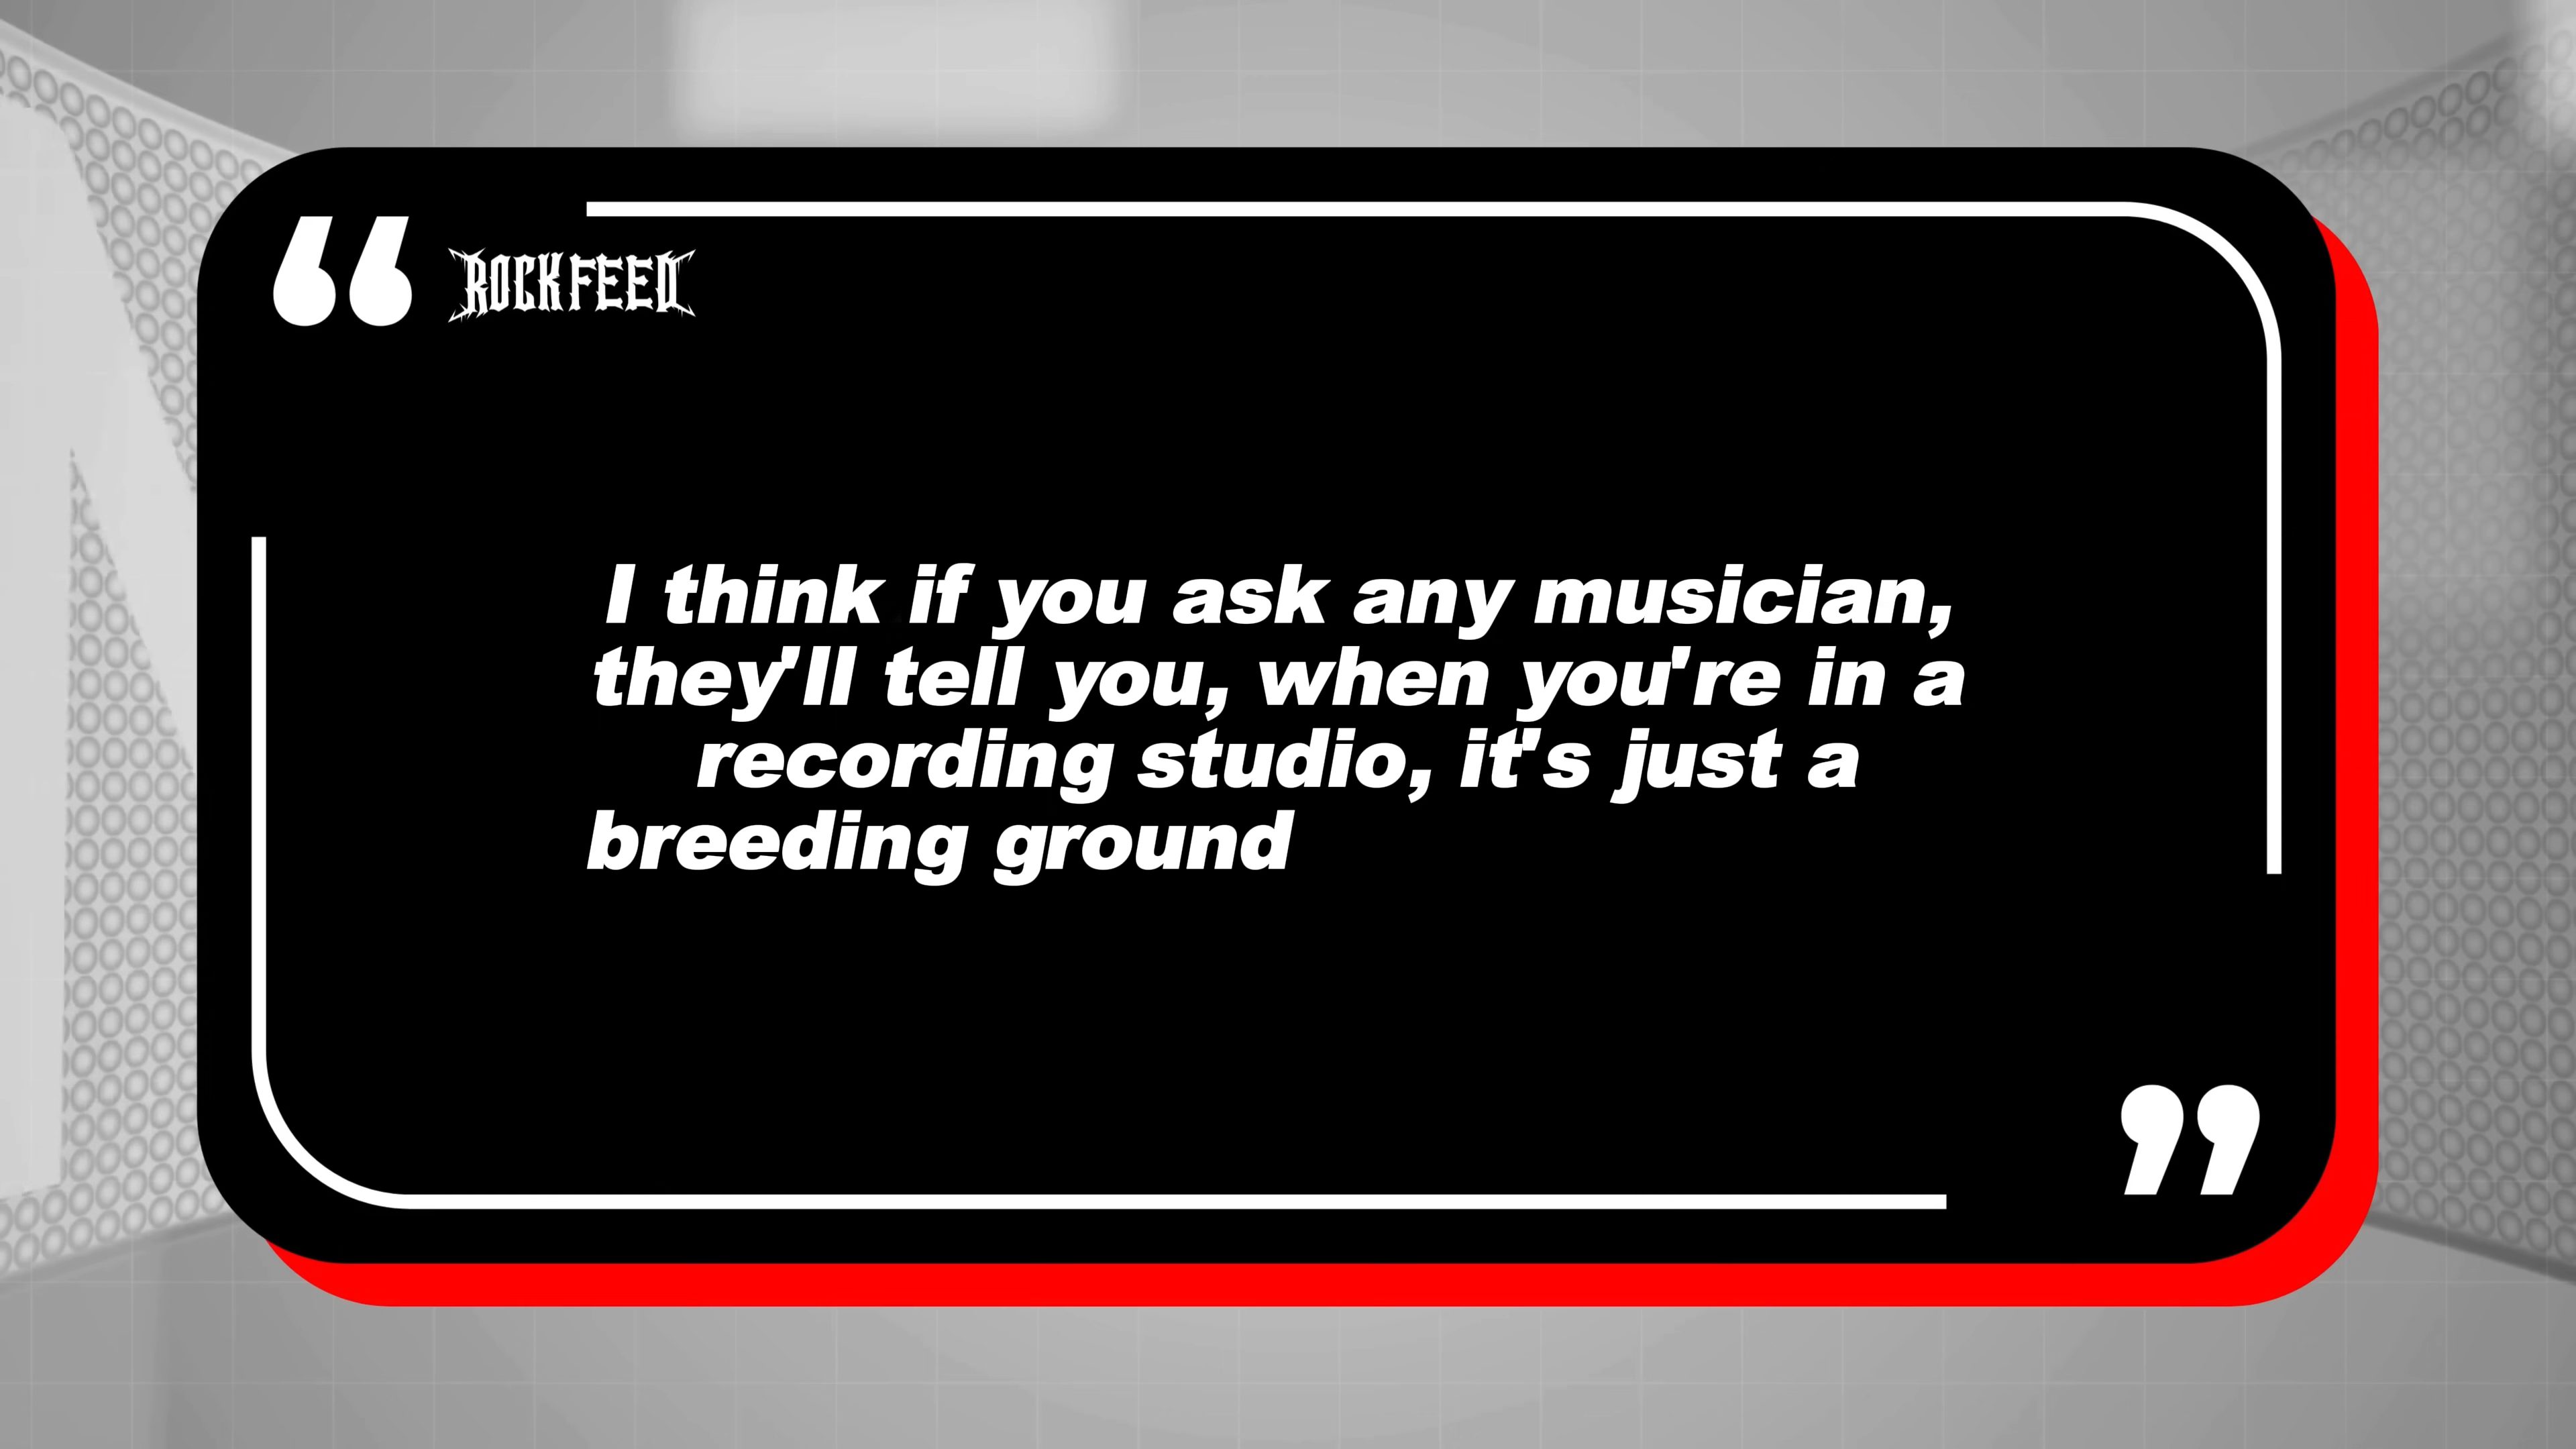 ROCKFEED
I think if you ask any musician,
they'll tell you, when you're in a
recording studio, it's just a
breeding ground